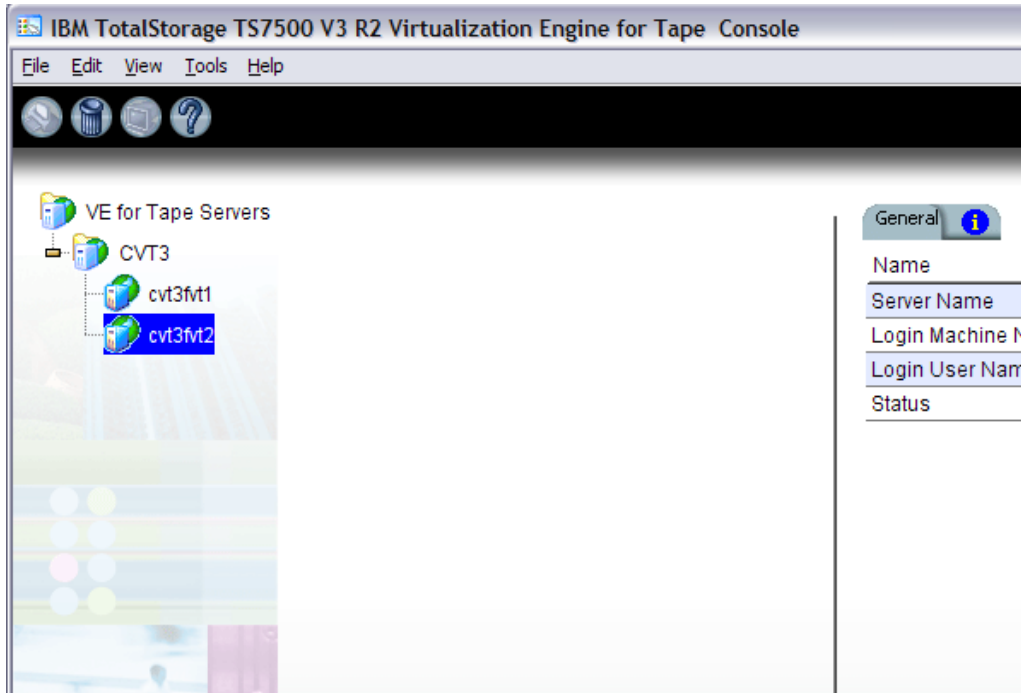 IBM TotalStorage TS7500 V3 R2 Virtualization Engine for Tape Console
File Edit View Tools Help
VE for Tape Servers
CVT3
cvt3fvt1
cvt3fvt2
General
Name
Server Name
Login Machine N
Login User Nam
Status